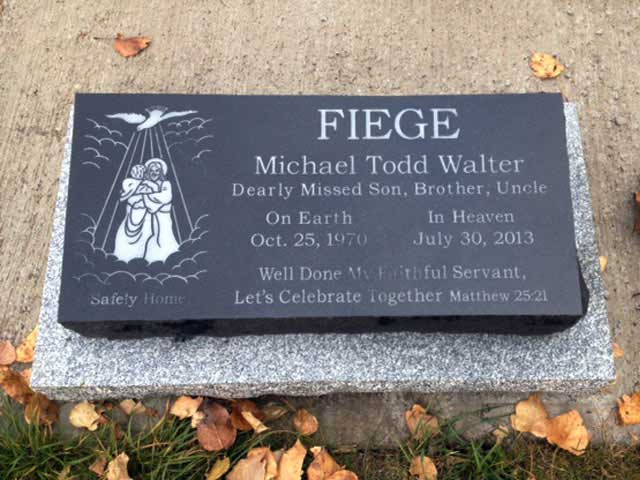 FIEGE
Michael Todd Walter
Dearly Missed Son, Brother, Uncle
On Earth In Heaven
Oct. 25, 1970 July 30, 2013
Well Done My Faithful Servant,
Let's Celebrate Together Matthew 25:21
Safely Home